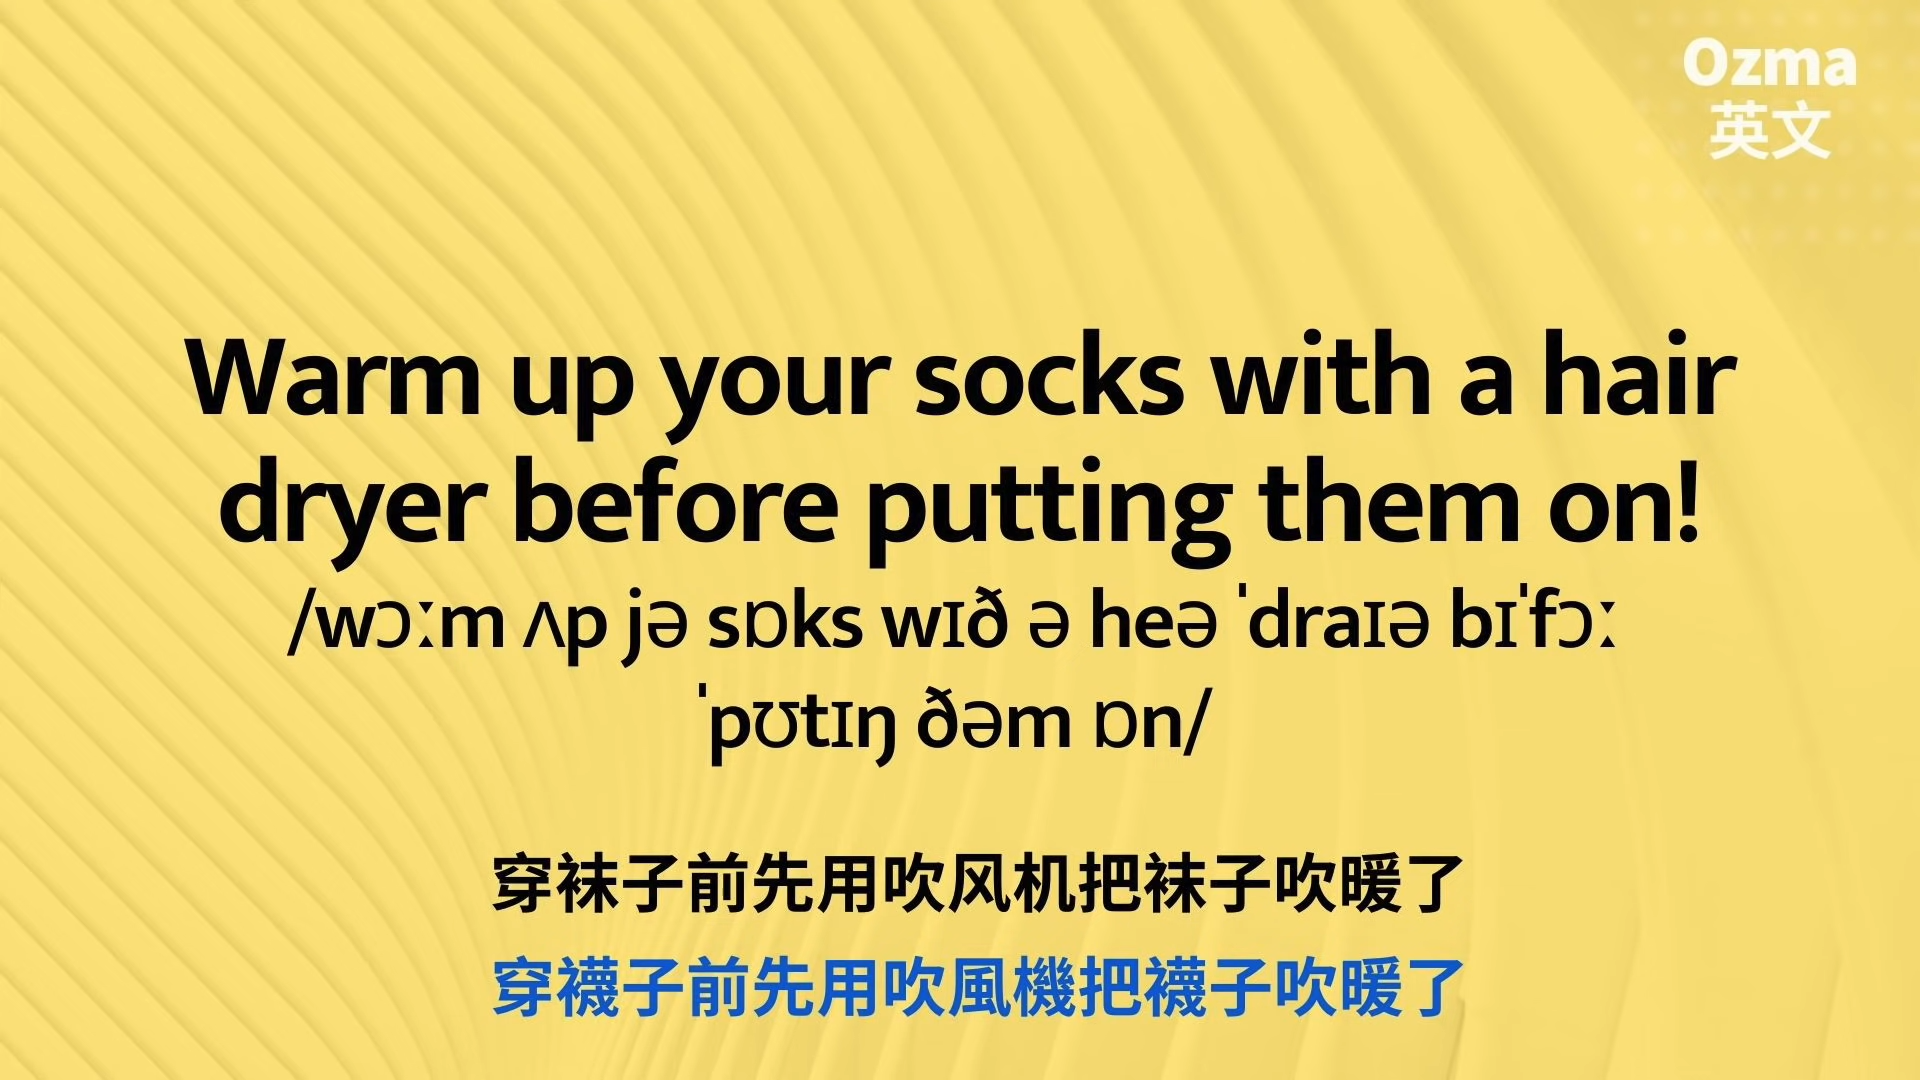 Ozma
英文
Warm up your socks with a hair
dryer before putting them on!
/wɔːm ʌp jə sɒks wɪð ə heə ˈdraɪə bɪˈfɔː
ˈpʊtɪŋ ðəm ɒn/
穿袜子前先用吹风机把袜子吹暖了
穿襪子前先用吹風機把襪子吹暖了